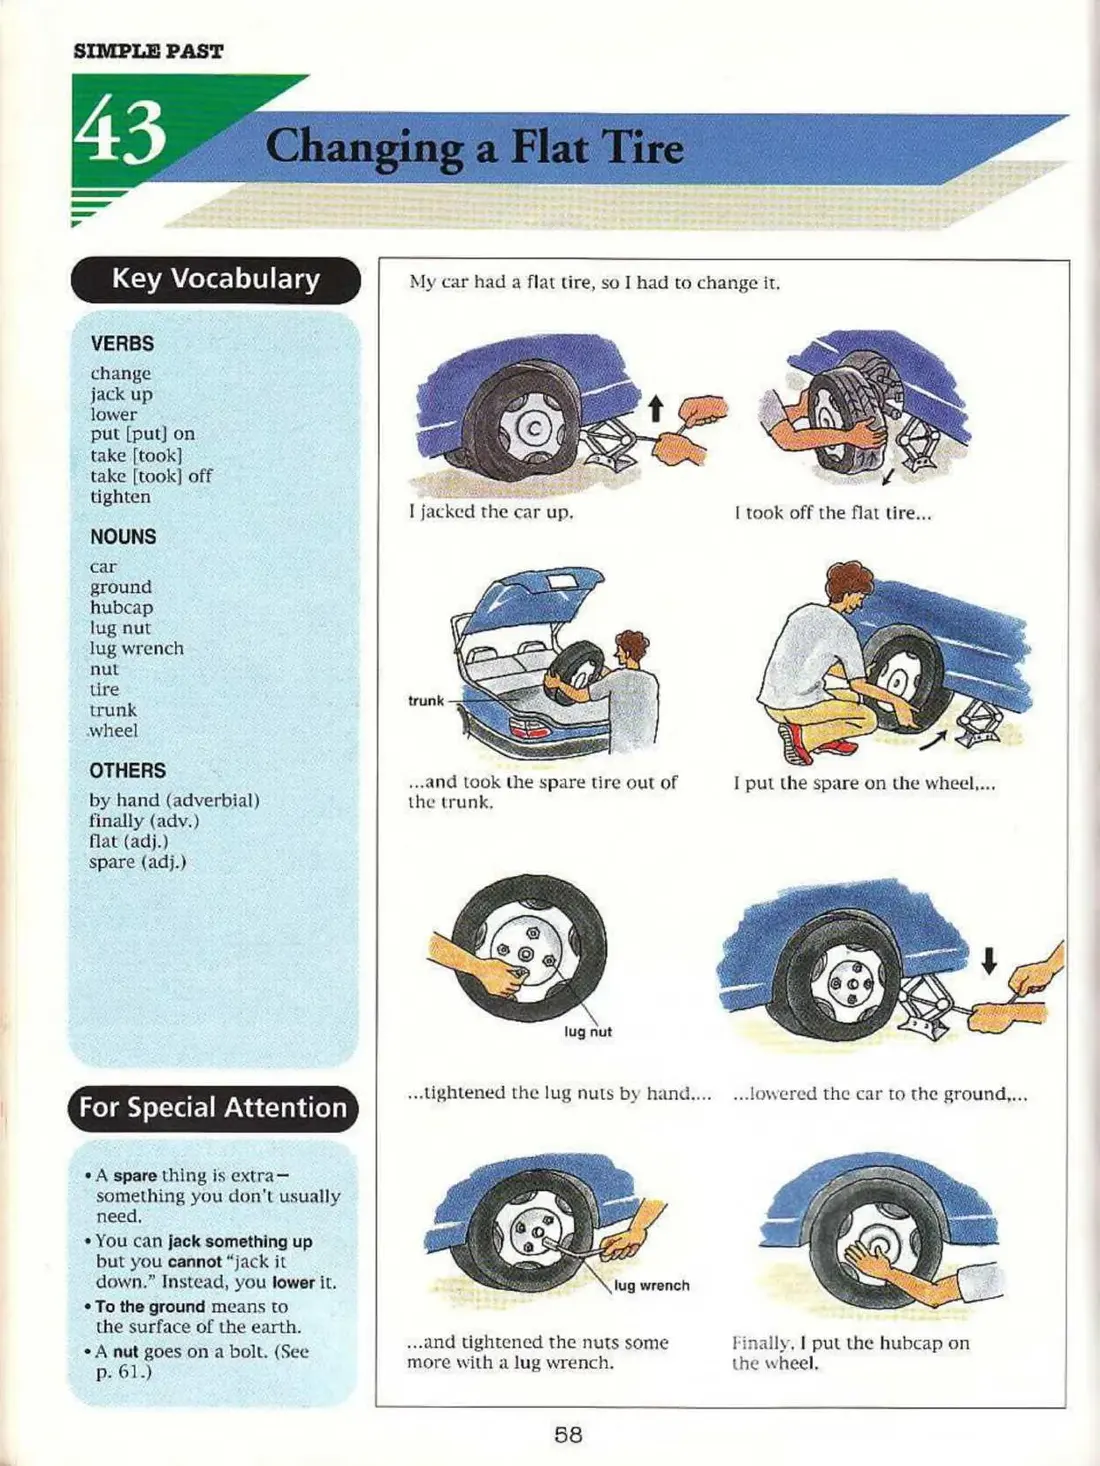 SIMPLE PAST
43
Changing a Flat Tire
Key Vocabulary
VERBS
change
jack up
lower
put [put] on
take [took]
take [took] off
tighten
NOUNS
car
ground
hubcap
lug nut
lug wrench
nut
tire
trunk
wheel
OTHERS
by hand (adverbial)
finally (adv.)
flat (adj.)
spare (adj.)
For Special Attention
• A spare thing is extra—
something you don't usually
need.
• You can jack something up
but you cannot "jack it
down." Instead, you lower it.
• To the ground means to
the surface of the earth.
• A nut goes on a bolt. (See
p. 61.)
My car had a flat tire, so I had to change it.
C
I jacked the car up.
I took off the flat tire...
trunk
...and took the spare tire out of
the trunk.
I put the spare on the wheel,...
lug nut
...tightened the lug nuts by hand,...
...lowered the car to the ground,...
lug wrench
...and tightened the nuts some
more with a lug wrench.
Finally, I put the hubcap on
the wheel.
58